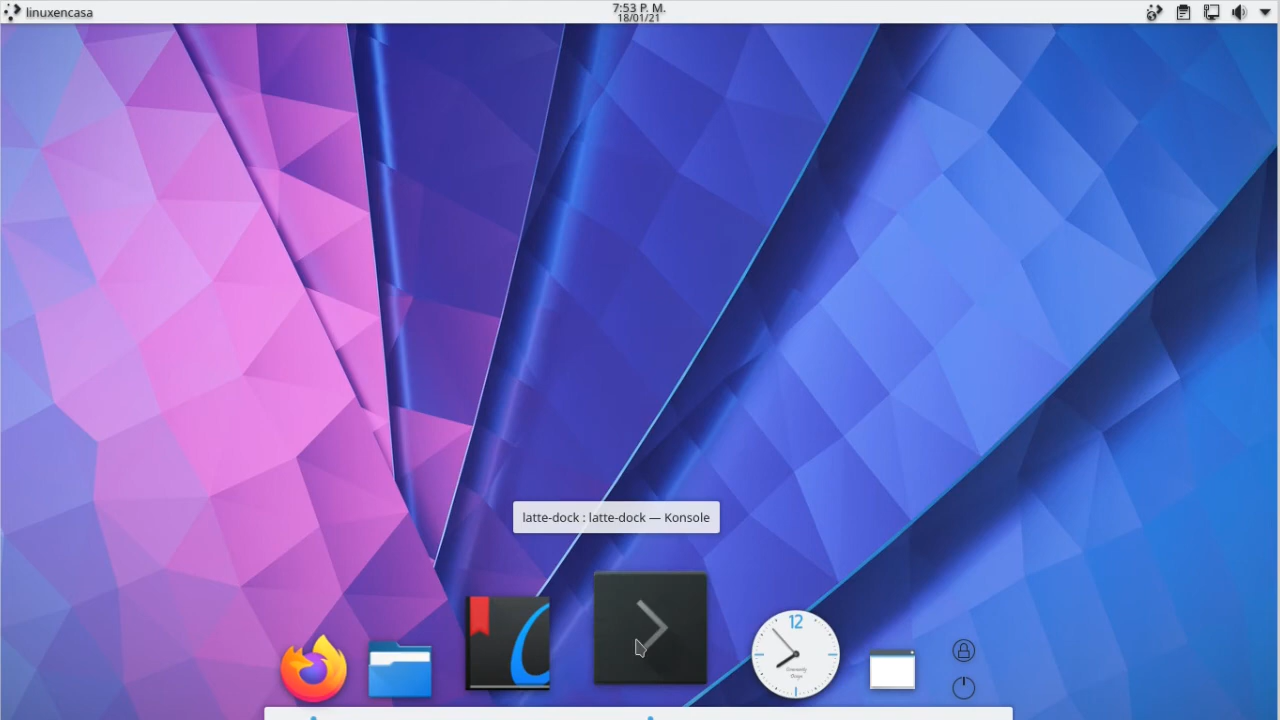 linuxencasa
7:53 P. M.
18/01/21
latte-dock : latte-dock — Konsole
12